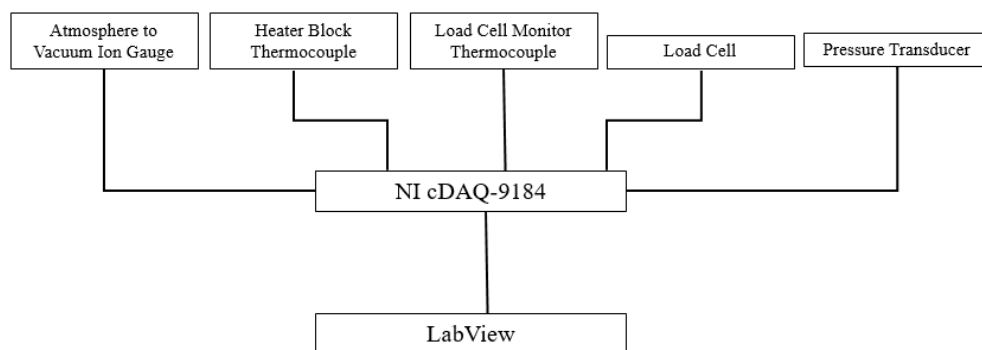 Atmosphere to
Vacuum Ion Gauge
Heater Block
Thermocouple
Load Cell Monitor
Thermocouple
Load Cell
Pressure Transducer
NI cDAQ-9184
LabView